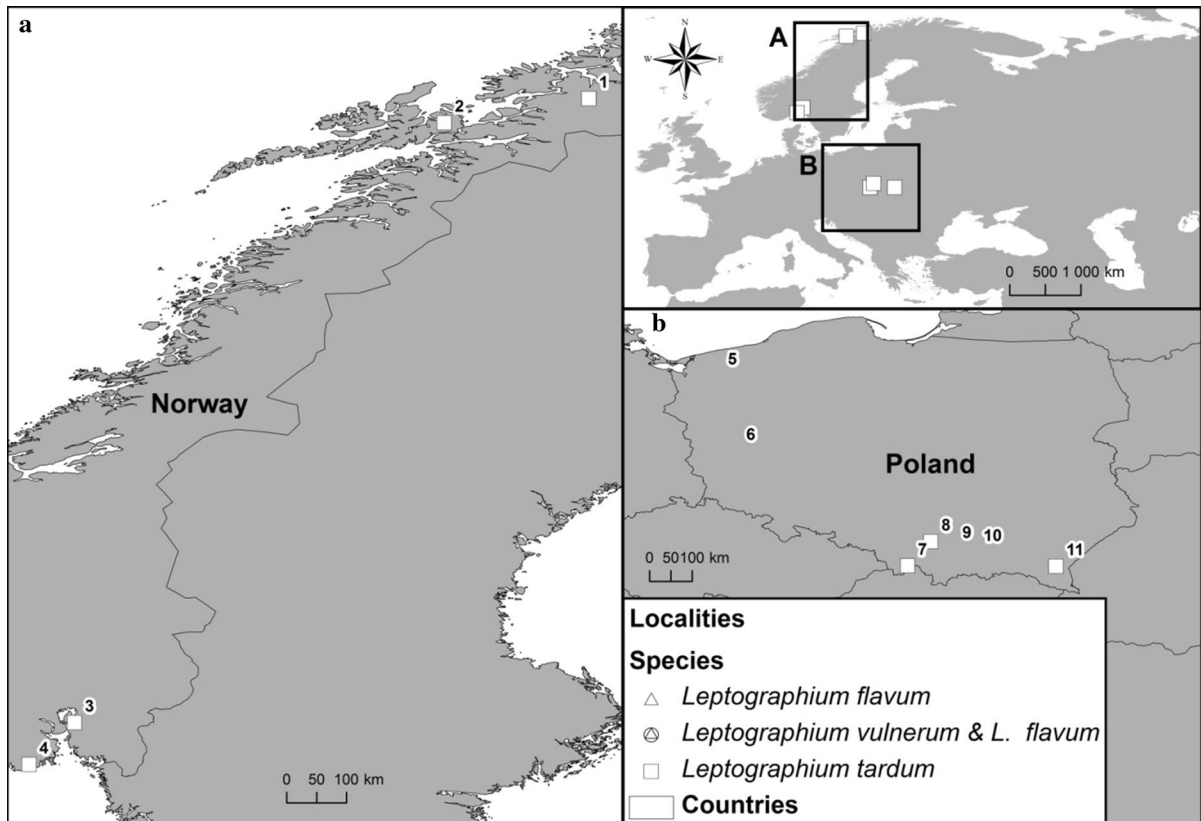 a
1
2
Norway
3
4
0 50 100 km
A
N
W E
S
B
0 500 1 000 km
b
5
6
Poland
7
8
9
10
11
0 50100 km
Localities
Species
Leptographium flavum
Leptographium vulnerum & L. flavum
Leptographium tardum
Countries